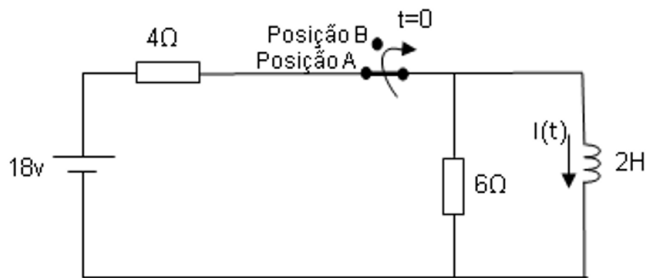 t=0
4Ω
Posição B
Posição A
I(t)
18v
6Ω
2H